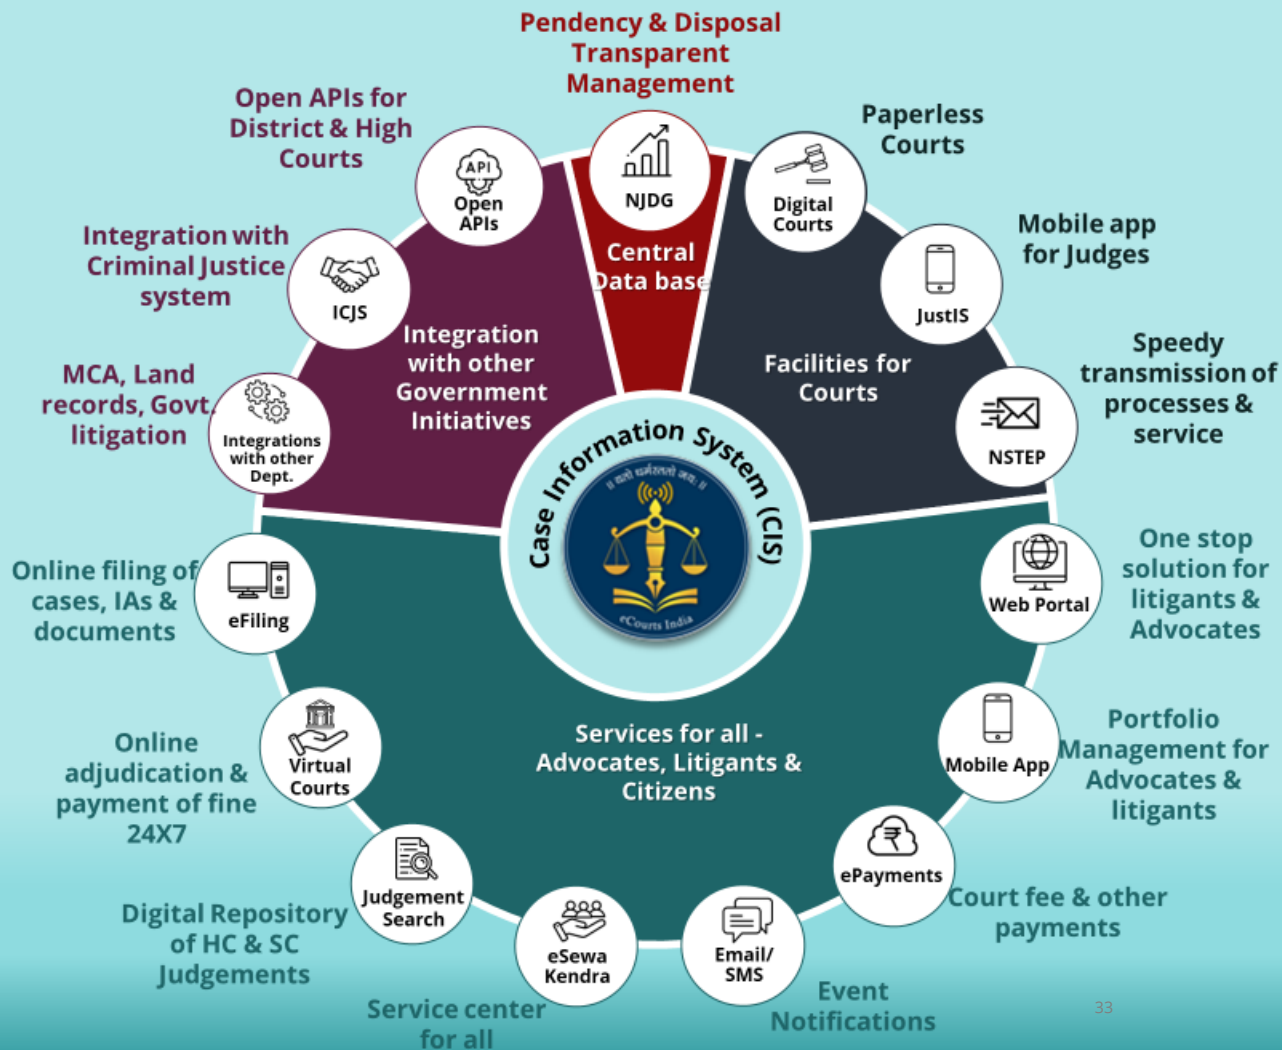 Pendency & Disposal
Transparent
Management
NJDG
Central
Data base
Paperless
Courts
Digital
Courts
Mobile app
for Judges
JustIS
Speedy
transmission of
processes &
service
NSTEP
Facilities for
Courts
One stop
solution for
litigants &
Advocates
Web Portal
Portfolio
Management for
Advocates &
litigants
Mobile App
Court fee & other
payments
ePayments
Event
Notifications
Email/
SMS
Service center
for all
eSewa
Kendra
Digital Repository
of HC & SC
Judgements
Judgement
Search
Online
adjudication &
payment of fine
24X7
Virtual
Courts
Online filing of
cases, IAs &
documents
eFiling
Services for all -
Advocates, Litigants &
Citizens
MCA, Land
records, Govt.
litigation
Integrations
with other
Dept.
Integration with
Criminal Justice
system
ICJS
Open APIs for
District & High
Courts
API
Open
APIs
Integration
with other
Government
Initiatives
Case Information System (CIS)
॥ यतो धर्मस्ततो जयः ॥
eCourts India
33